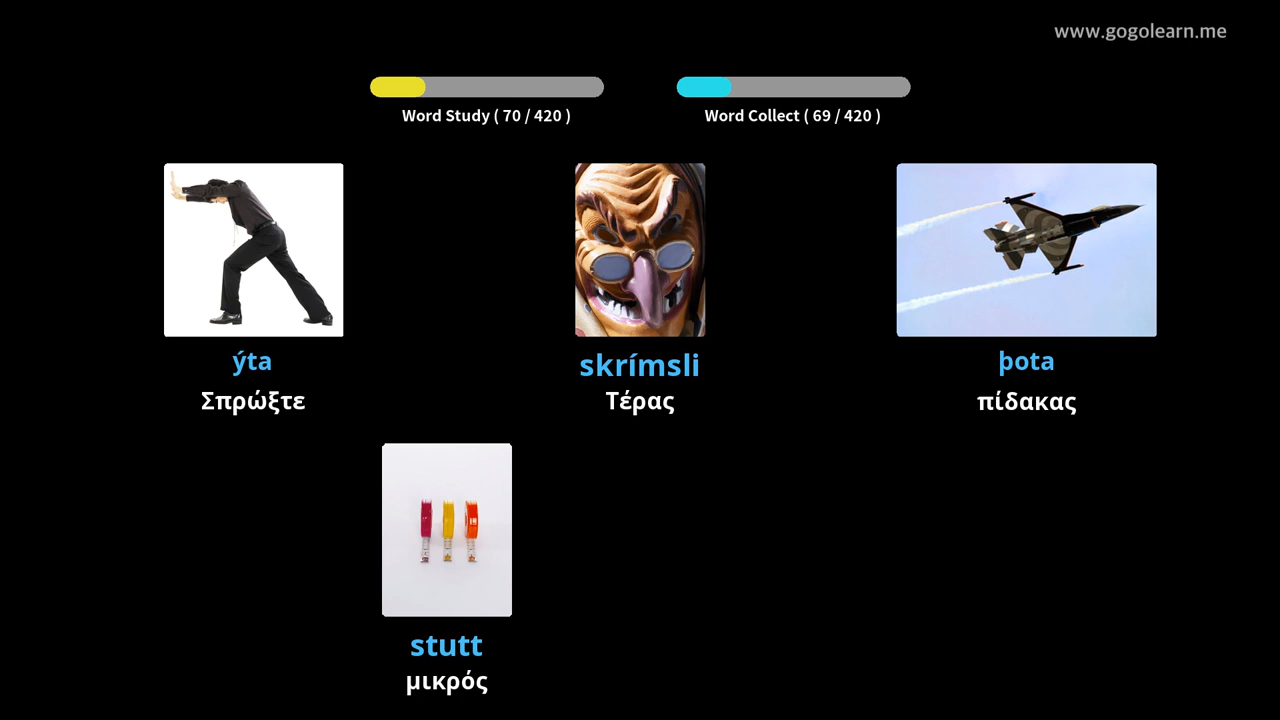 www.gogolearn.me
Word Study ( 70 / 420 )
Word Collect ( 69 / 420 )
ýta
Σπρώξτε
skrímsli
Τέρας
þota
πίδακας
stutt
μικρός